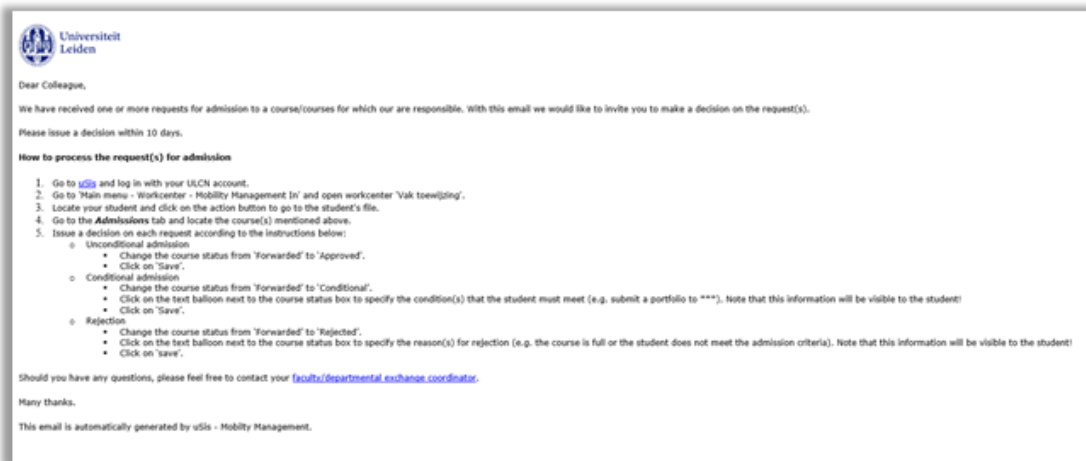 Universiteit
Leiden
Dear Colleague,
We have received one or more requests for admission to a course/courses for which our are responsible. With this email we would like to invite you to make a decision on the request(s).
Please issue a decision within 10 days.
How to process the request(s) for admission
1. Go to uSis and log in with your ULCN account.
2. Go to 'Main menu - Workcenter - Mobility Management In' and open workcenter 'Vak toewijzing'.
3. Locate your student and click on the action button to go to the student's file.
4. Go to the Admissions tab and locate the course(s) mentioned above.
5. Issue a decision on each request according to the instructions below:
o Unconditional admission
▪ Change the course status from 'Forwarded' to 'Approved'.
▪ Click on 'Save'.
o Conditional admission
▪ Change the course status from 'Forwarded' to 'Conditional'.
▪ Click on the text balloon next to the course status box to specify the condition(s) that the student must meet (e.g. submit a portfolio to ***). Note that this information will be visible to the student!
▪ Click on 'Save'.
o Rejection
▪ Change the course status from 'Forwarded' to 'Rejected'.
▪ Click on the text balloon next to the course status box to specify the reason(s) for rejection (e.g. the course is full or the student does not meet the admission criteria). Note that this information will be visible to the student!
▪ Click on 'save'.
Should you have any questions, please feel free to contact your faculty/departmental exchange coordinator.
Many thanks.
This email is automatically generated by uSis - Mobilty Management.